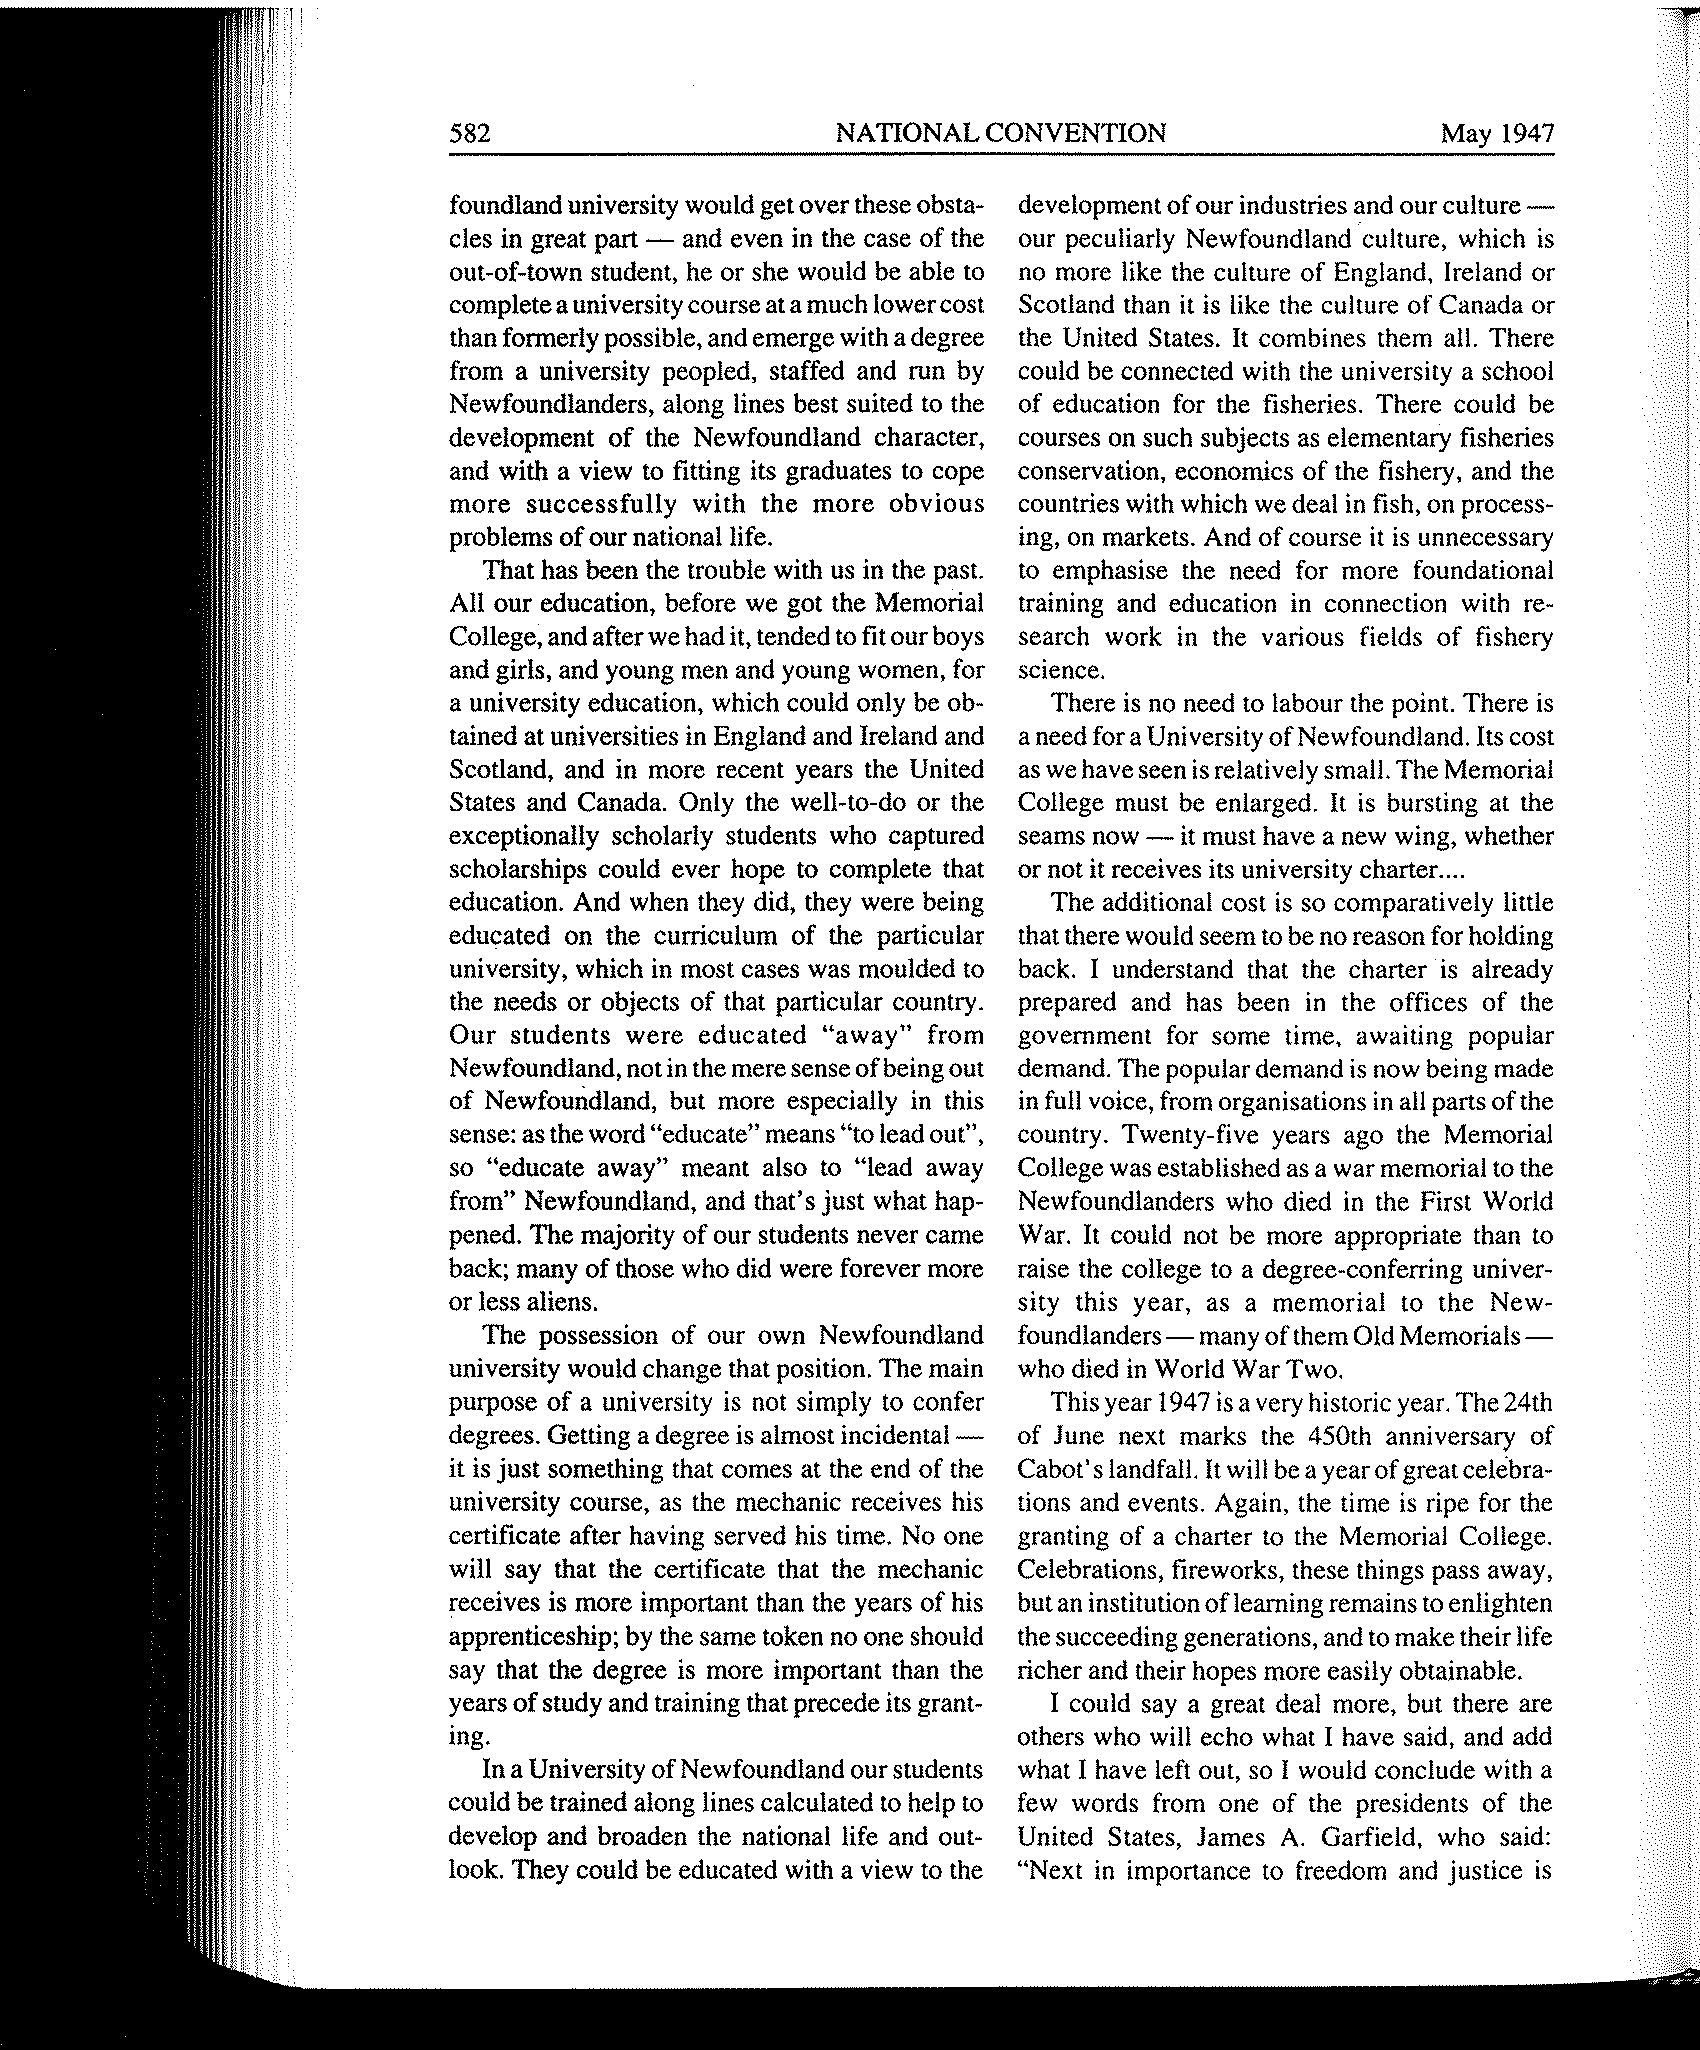 582 NATIONAL CONVENTION May 1947
foundland university would get over these obsta-
cles in great part — and even in the case of the
out-of-town student, he or she would be able to
complete a university course at a much lower cost
than formerly possible, and emerge with a degree
from a university peopled, staffed and run by
Newfoundlanders, along lines best suited to the
development of the Newfoundland character,
and with a view to fitting its graduates to cope
more successfully with the more obvious
problems of our national life.
That has been the trouble with us in the past.
All our education, before we got the Memorial
College, and after we had it, tended to fit our boys
and girls, and young men and young women, for
a university education, which could only be ob-
tained at universities in England and Ireland and
Scotland, and in more recent years the United
States and Canada. Only the well-to-do or the
exceptionally scholarly students who captured
scholarships could ever hope to complete that
education. And when they did, they were being
educated on the curriculum of the particular
university, which in most cases was moulded to
the needs or objects of that particular country.
Our students were educated "away" from
Newfoundland, not in the mere sense of being out
of Newfoundland, but more especially in this
sense: as the word "educate" means "to lead out",
so "educate away" meant also to "lead away
from" Newfoundland, and that's just what hap-
pened. The majority of our students never came
back; many of those who did were forever more
or less aliens.
The possession of our own Newfoundland
university would change that position. The main
purpose of a university is not simply to confer
degrees. Getting a degree is almost incidental —
it is just something that comes at the end of the
university course, as the mechanic receives his
certificate after having served his time. No one
will say that the certificate that the mechanic
receives is more important than the years of his
apprenticeship; by the same token no one should
say that the degree is more important than the
years of study and training that precede its grant-
ing.
In a University of Newfoundland our students
could be trained along lines calculated to help to
develop and broaden the national life and out-
look. They could be educated with a view to the
development of our industries and our culture —
our peculiarly Newfoundland culture, which is
no more like the culture of England, Ireland or
Scotland than it is like the culture of Canada or
the United States. It combines them all. There
could be connected with the university a school
of education for the fisheries. There could be
courses on such subjects as elementary fisheries
conservation, economics of the fishery, and the
countries with which we deal in fish, on process-
ing, on markets. And of course it is unnecessary
to emphasise the need for more foundational
training and education in connection with re-
search work in the various fields of fishery
science.
There is no need to labour the point. There is
a need for a University of Newfoundland. Its cost
as we have seen is relatively small. The Memorial
College must be enlarged. It is bursting at the
seams now — it must have a new wing, whether
or not it receives its university charter....
The additional cost is so comparatively little
that there would seem to be no reason for holding
back. I understand that the charter is already
prepared and has been in the offices of the
government for some time, awaiting popular
demand. The popular demand is now being made
in full voice, from organisations in all parts of the
country. Twenty-five years ago the Memorial
College was established as a war memorial to the
Newfoundlanders who died in the First World
War. It could not be more appropriate than to
raise the college to a degree-conferring univer-
sity this year, as a memorial to the New-
foundlanders — many of them Old Memorials —
who died in World War Two.
This year 1947 is a very historic year. The 24th
of June next marks the 450th anniversary of
Cabot's landfall. It will be a year of great celebra-
tions and events. Again, the time is ripe for the
granting of a charter to the Memorial College.
Celebrations, fireworks, these things pass away,
but an institution of learning remains to enlighten
the succeeding generations, and to make their life
richer and their hopes more easily obtainable.
I could say a great deal more, but there are
others who will echo what I have said, and add
what I have left out, so I would conclude with a
few words from one of the presidents of the
United States, James A. Garfield, who said:
"Next in importance to freedom and justice is